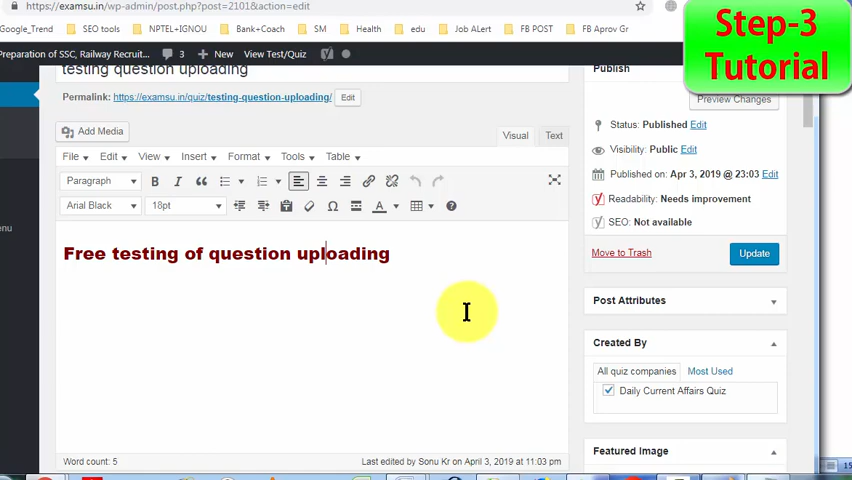 https://examsu.in/wp-admin/post.php?post=2101&action=edit
Google_Trend
SEO tools
NPTEL+IGNOU
Bank+Coach
SM
Health
edu
Job ALert
FB POST
FB Aprov Gr
Step-3
Tutorial
Preparation of SSC, Railway Recruit...
3
New
View Test/Quiz
testing question uploading
Permalink: https://examsu.in/quiz/testing-question-uploading/
Edit
Add Media
Visual
Text
File
Edit
View
Insert
Format
Tools
Table
Paragraph
B
I
Arial Black
18pt
A
Free testing of question uploading
Word count: 5
Last edited by Sonu Kr on April 3, 2019 at 11:03 pm
Publish
Preview Changes
Status: Published Edit
Visibility: Public Edit
Published on: Apr 3, 2019 @ 23:03 Edit
Readability: Needs improvement
SEO: Not available
Move to Trash
Update
Post Attributes
Created By
All quiz companies
Most Used
Daily Current Affairs Quiz
Featured Image